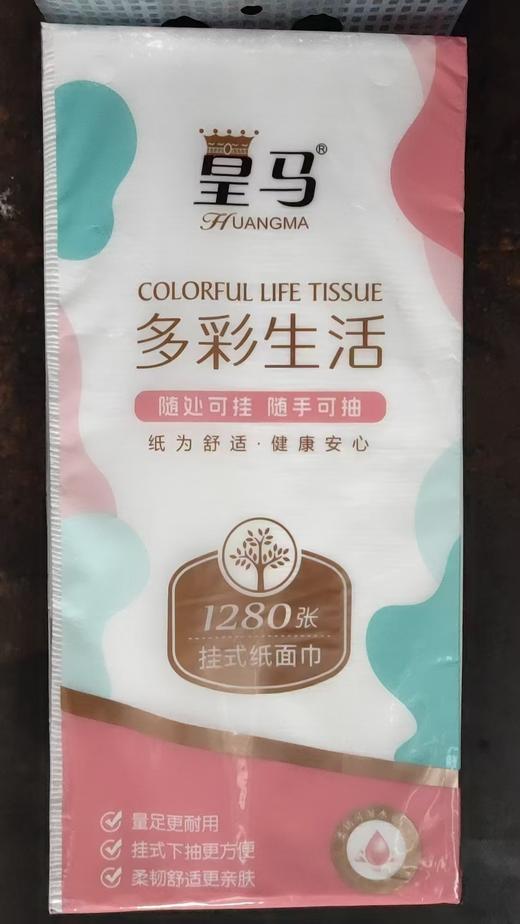 皇马®
HUANGMA
COLORFUL LIFE TISSUE
多彩生活
随处可挂 随手可抽
纸为舒适·健康安心
1280张
挂式纸面巾
量足更耐用
挂式下抽更方便
柔韧舒适更亲肤